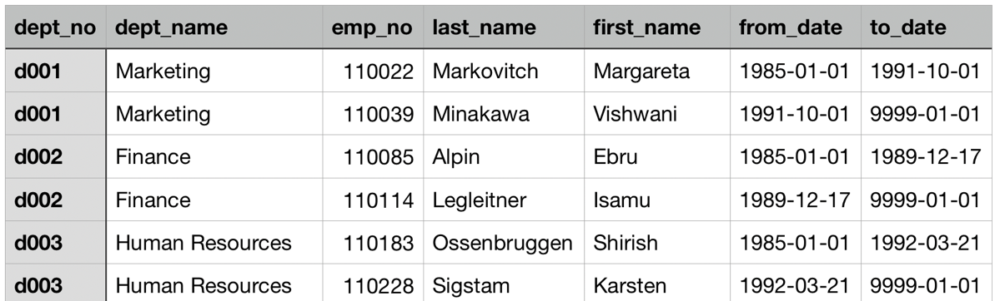 dept_no dept_name emp_no last_name first_name from_date to_date
d001 Marketing 110022 Markovitch Margareta 1985-01-01 1991-10-01
d001 Marketing 110039 Minakawa Vishwani 1991-10-01 9999-01-01
d002 Finance 110085 Alpin Ebru 1985-01-01 1989-12-17
d002 Finance 110114 Legleitner Isamu 1989-12-17 9999-01-01
d003 Human Resources 110183 Ossenbruggen Shirish 1985-01-01 1992-03-21
d003 Human Resources 110228 Sigstam Karsten 1992-03-21 9999-01-01